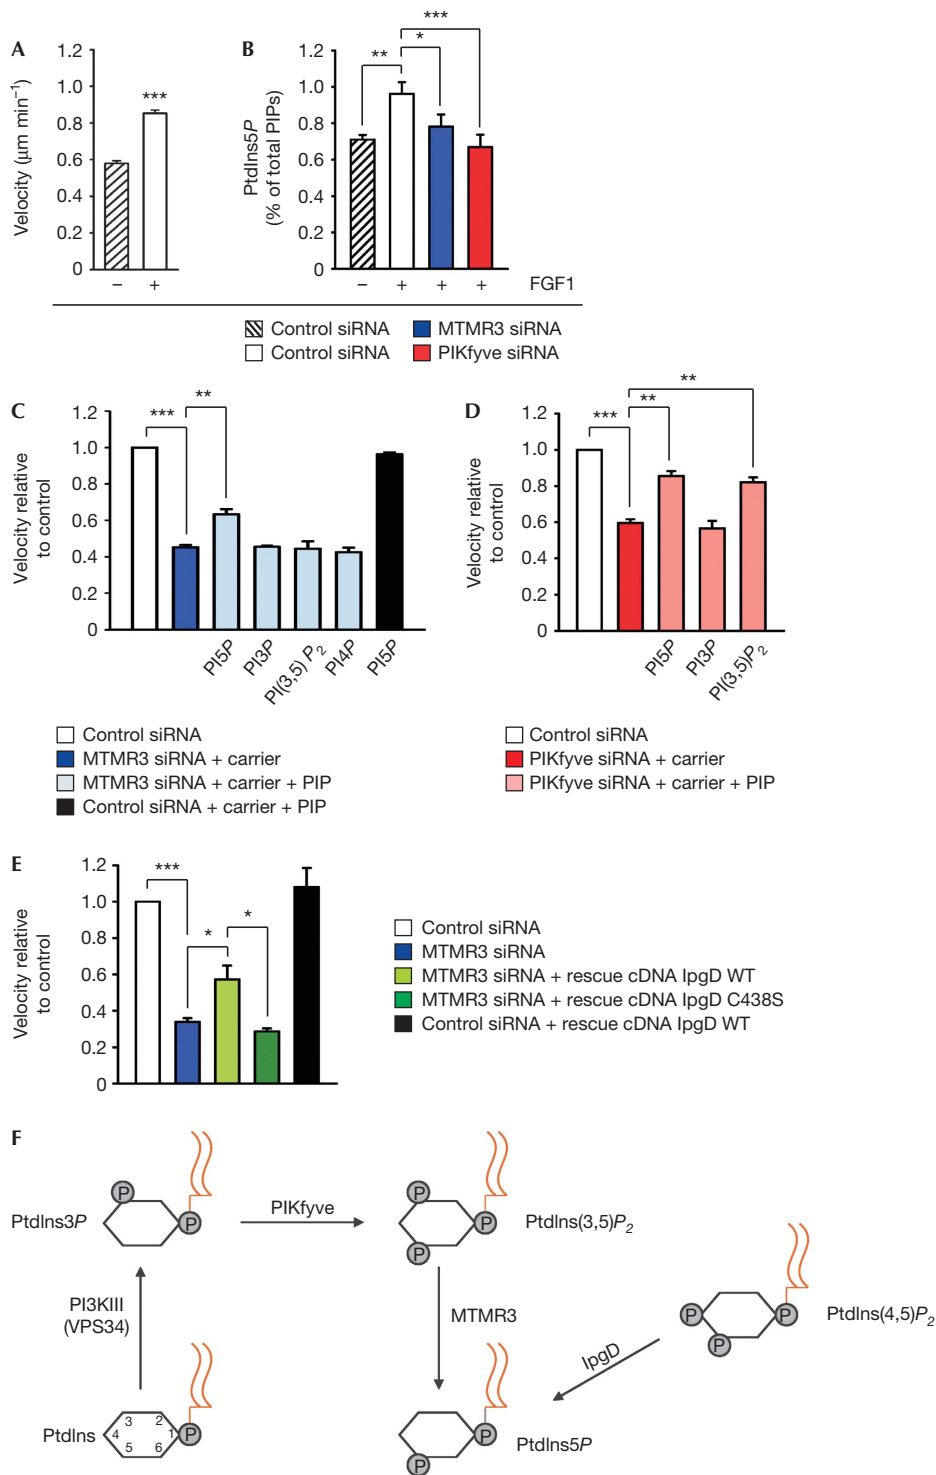 A
Velocity (μm min⁻¹)
1.2
1.0
0.8
0.6
0.4
0.2
0
***
− +
B
PtdIns5P
(% of total PIPs)
1.2
1.0
0.8
0.6
0.4
0.2
0
***
*
**
− + + + FGF1
Control siRNA
MTMR3 siRNA
Control siRNA
PIKfyve siRNA
C
Velocity relative
to control
1.2
1.0
0.8
0.6
0.4
0.2
0
***
**
PI5P
PI3P
PI(3,5)P2
PI4P
PI5P
Control siRNA
MTMR3 siRNA + carrier
MTMR3 siRNA + carrier + PIP
Control siRNA + carrier + PIP
D
Velocity relative
to control
1.2
1.0
0.8
0.6
0.4
0.2
0
***
**
**
PI5P
PI3P
PI(3,5)P2
Control siRNA
PIKfyve siRNA + carrier
PIKfyve siRNA + carrier + PIP
E
Velocity relative
to control
1.2
1.0
0.8
0.6
0.4
0.2
0
***
*
*
Control siRNA
MTMR3 siRNA
MTMR3 siRNA + rescue cDNA IpgD WT
MTMR3 siRNA + rescue cDNA IpgD C438S
Control siRNA + rescue cDNA IpgD WT
F
P
P
PtdIns3P
PIKfyve
P
P
P
PtdIns(3,5)P2
PI3KIII
(VPS34)
MTMR3
P
P
P
PtdIns(4,5)P2
IpgD
PtdIns
1
2
3
4
5
6
P
P
P
PtdIns5P